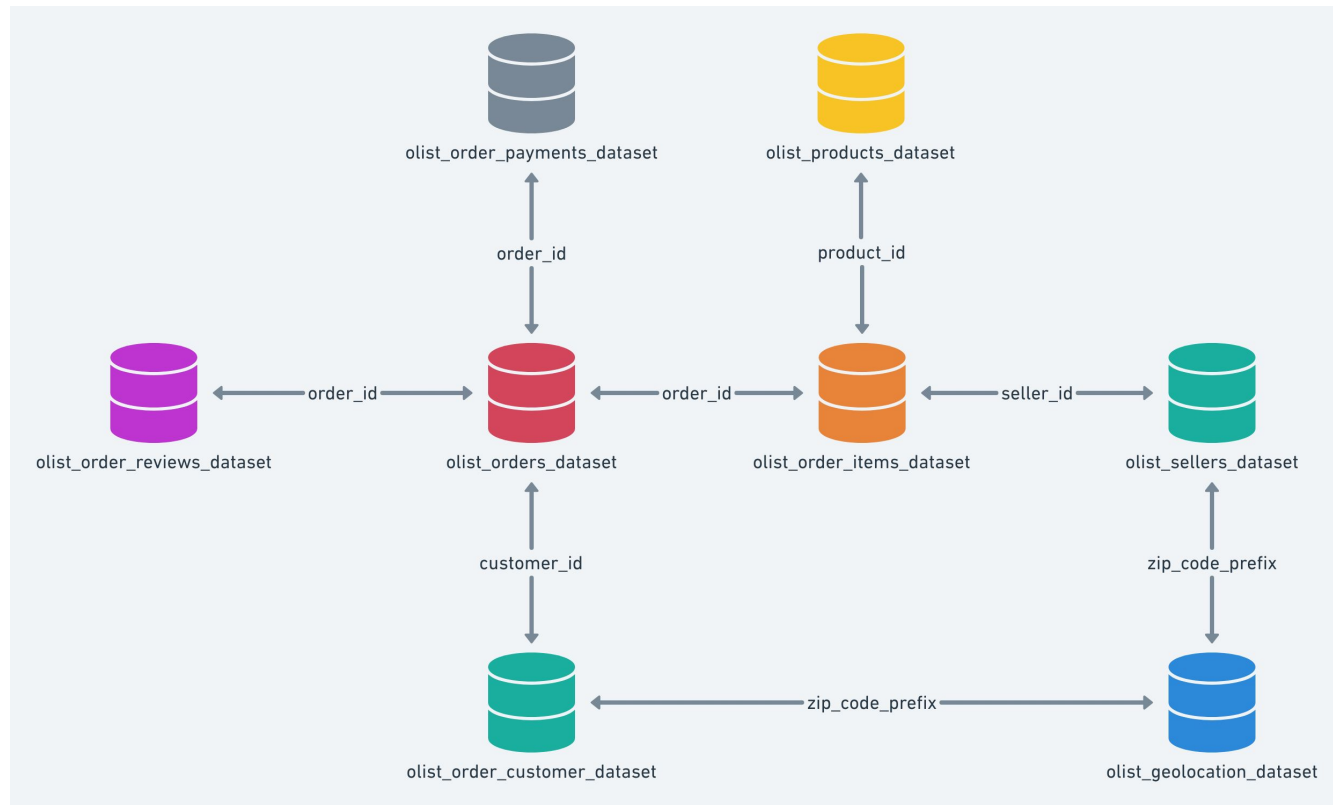 olist_order_payments_dataset
olist_products_dataset
order_id
product_id
order_id
order_id
seller_id
olist_order_reviews_dataset
olist_orders_dataset
olist_order_items_dataset
olist_sellers_dataset
customer_id
zip_code_prefix
zip_code_prefix
olist_order_customer_dataset
olist_geolocation_dataset